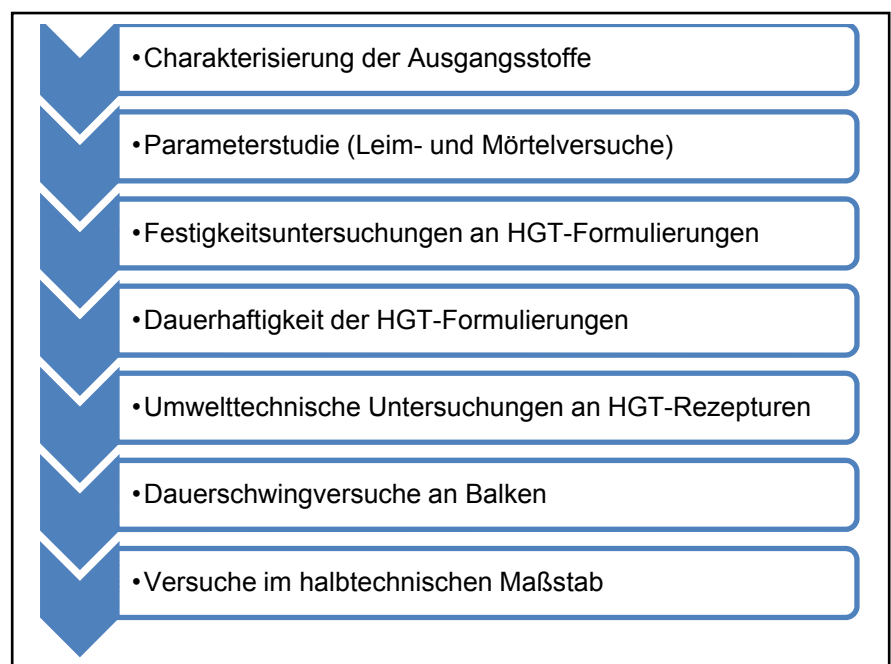 •Charakterisierung der Ausgangsstoffe
•Parameterstudie (Leim- und Mörtelversuche)
•Festigkeitsuntersuchungen an HGT-Formulierungen
•Dauerhaftigkeit der HGT-Formulierungen
•Umwelttechnische Untersuchungen an HGT-Rezepturen
•Dauerschwingversuche an Balken
•Versuche im halbtechnischen Maßstab